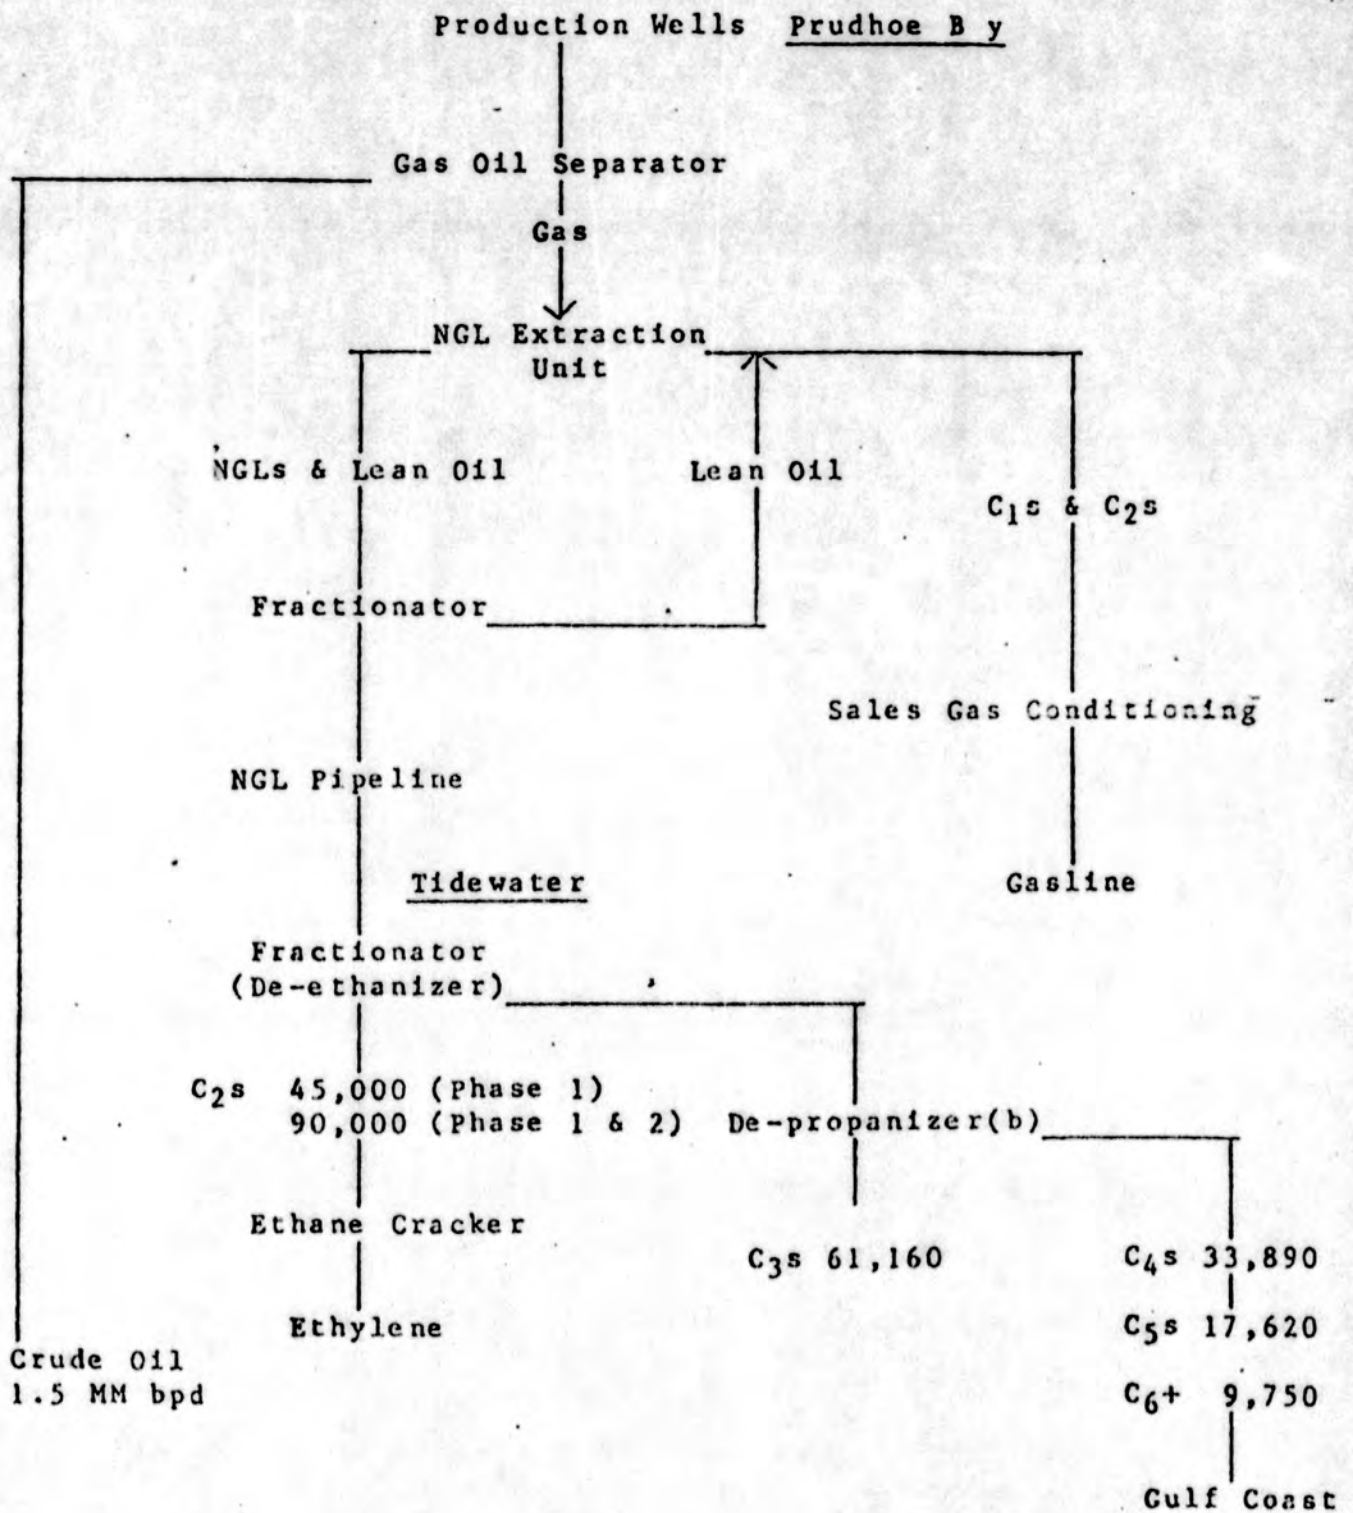 Production Wells Prudhoe B y
Gas Oil Separator
Gas
NGL Extraction
Unit
NGLs & Lean Oil
Lean Oil
C₁s & C₂s
Fractionator
Sales Gas Conditioning
NGL Pipeline
Tidewater
Gasline
Fractionator
(De-ethanizer)
C₂s 45,000 (Phase 1)
90,000 (Phase 1 & 2)
De-propanizer(b)
Ethane Cracker
C₃s 61,160
C₄s 33,890
Ethylene
C₅s 17,620
Crude Oil
1.5 MM bpd
C₆+ 9,750
Gulf Coast